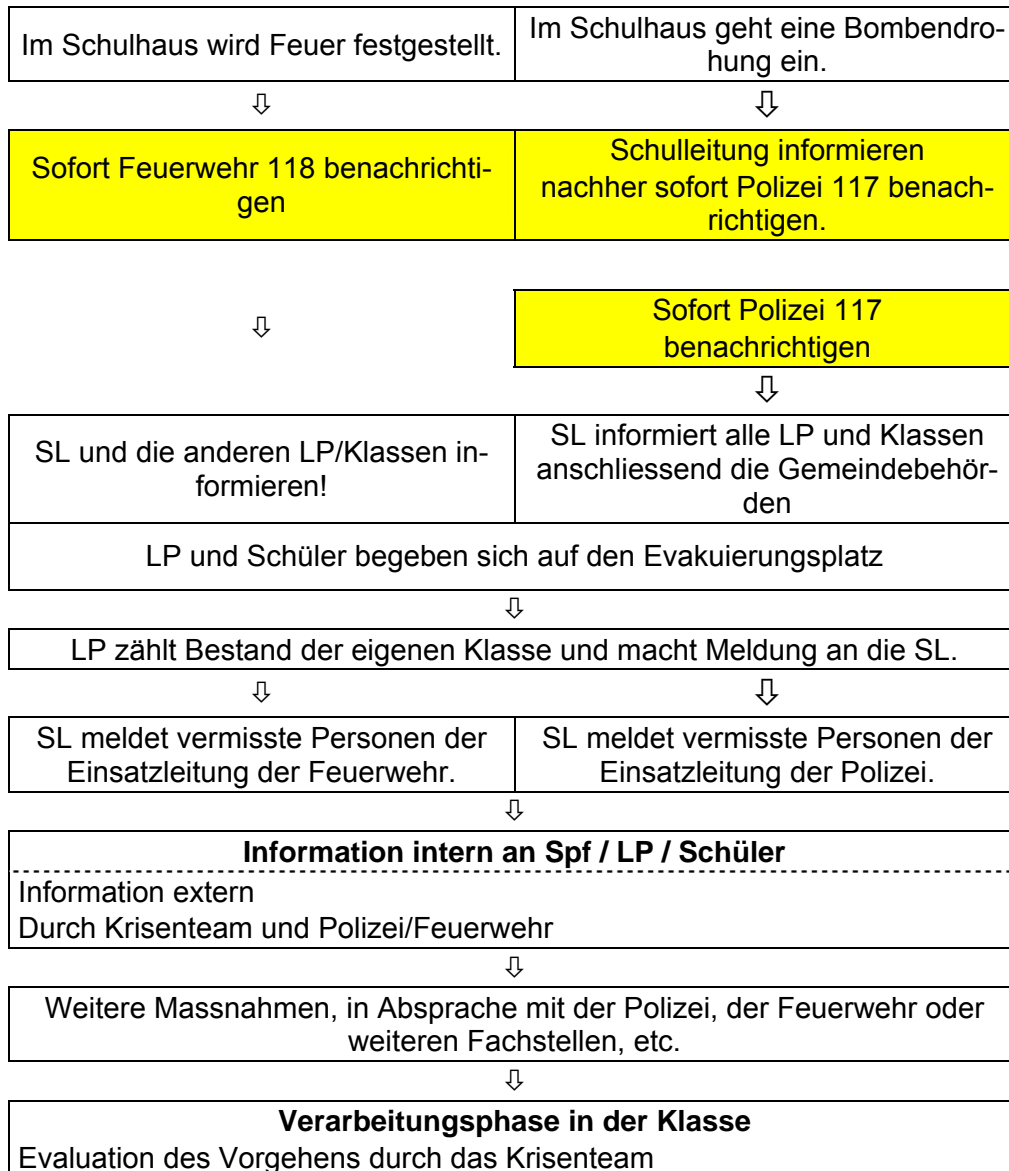 Im Schulhaus wird Feuer festgestellt.
Im Schulhaus geht eine Bombendro-
hung ein.
⇩
⇩
Sofort Feuerwehr 118 benachrichti-
gen
Schulleitung informieren
nachher sofort Polizei 117 benach-
richtigen.
⇩
Sofort Polizei 117
benachrichtigen
⇩
SL und die anderen LP/Klassen in-
formieren!
SL informiert alle LP und Klassen
anschliessend die Gemeindebehör-
den
LP und Schüler begeben sich auf den Evakuierungsplatz
⇩
LP zählt Bestand der eigenen Klasse und macht Meldung an die SL.
⇩
⇩
SL meldet vermisste Personen der
Einsatzleitung der Feuerwehr.
SL meldet vermisste Personen der
Einsatzleitung der Polizei.
⇩
Information intern an Spf / LP / Schüler
Information extern
Durch Krisenteam und Polizei/Feuerwehr
⇩
Weitere Massnahmen, in Absprache mit der Polizei, der Feuerwehr oder
weiteren Fachstellen, etc.
⇩
Verarbeitungsphase in der Klasse
Evaluation des Vorgehens durch das Krisenteam